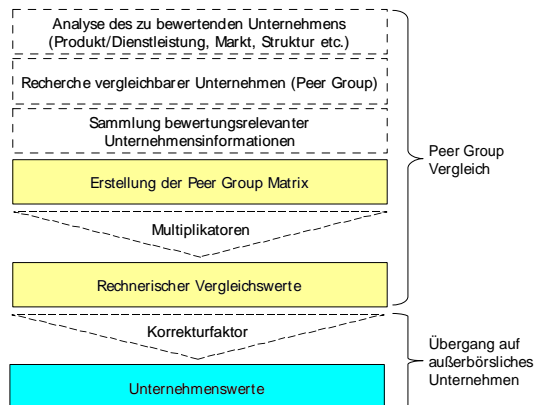 Analyse des zu bewertenden Unternehmens
(Produkt/Dienstleistung, Markt, Struktur etc.)
Recherche vergleichbarer Unternehmen (Peer Group)
Sammlung bewertungsrelevanter
Unternehmensinformationen
Erstellung der Peer Group Matrix
Multiplikatoren
Rechnerischer Vergleichswerte
Peer Group
Vergleich
Korrekturfaktor
Unternehmenswerte
Übergang auf
außerbörsliches
Unternehmen